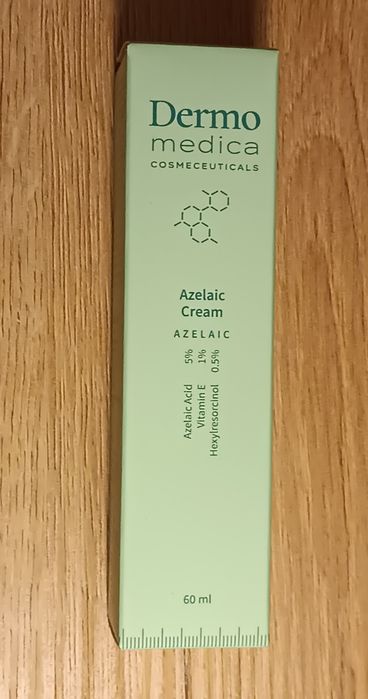 Dermo
medica
COSMECEUTICALS
Azelaic
Cream
AZELAIC
Azelaic Acid 5%
Vitamin E 1%
Hexylresorcinol 0.5%
60 ml